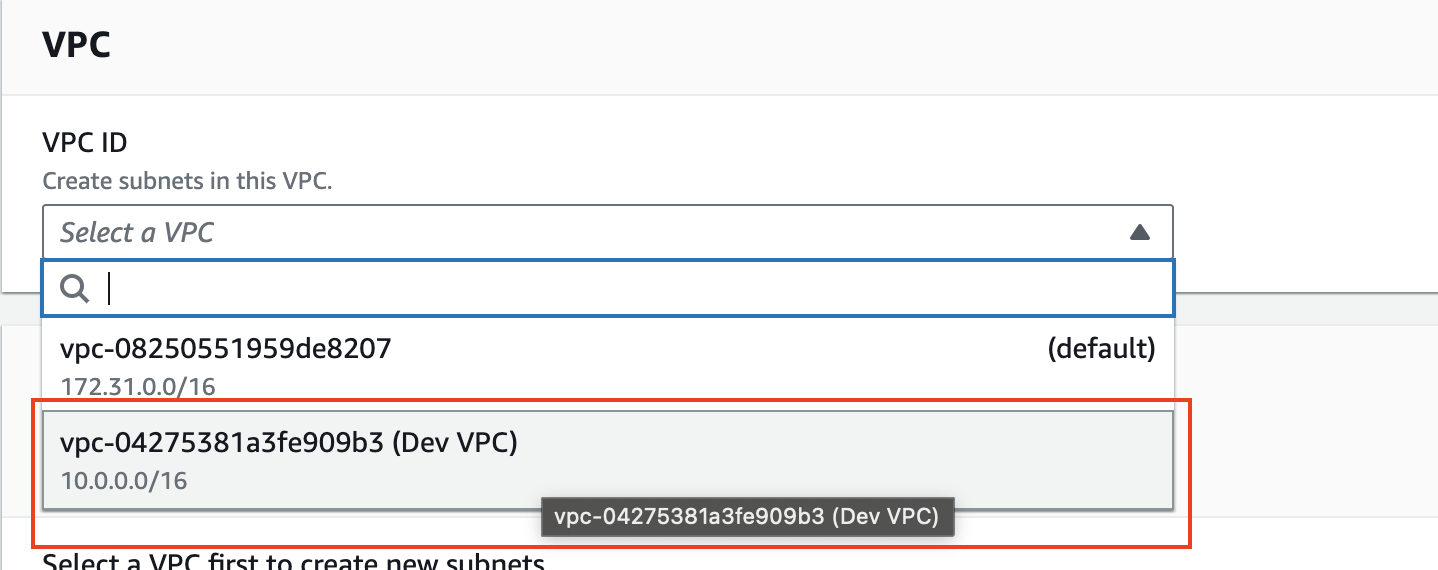 VPC
VPC ID
Create subnets in this VPC.
Select a VPC
vpc-08250551959de8207 (default)
172.31.0.0/16
vpc-04275381a3fe909b3 (Dev VPC)
10.0.0.0/16
vpc-04275381a3fe909b3 (Dev VPC)
Select a VPC first to create new subnets